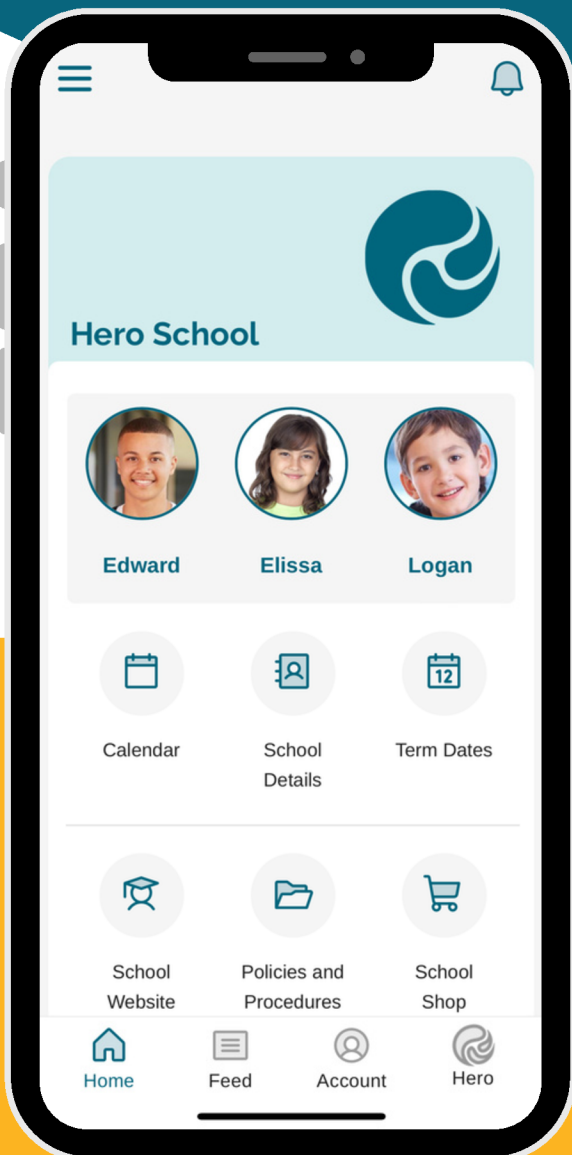 Hero School
Edward Elissa Logan
Calendar School Details Term Dates
12
School Website Policies and Procedures School Shop
Home Feed Account Hero